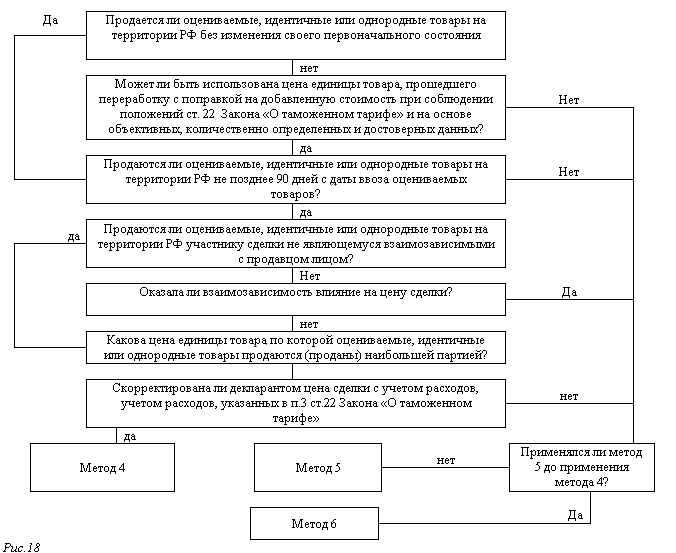 Да
Продается ли оцениваемые, идентичные или однородные товары на
территории РФ без изменения своего первоначального состояния
нет
Может ли быть использована цена единицы товара, прошедшего
переработку с поправкой на добавленную стоимость при соблюдении
положений ст. 22 Закона «О таможенном тарифе» и на основе
объективных, количественно определенных и достоверных данных?
Нет
да
Продаются ли оцениваемые, идентичные или однородные товары на
территории РФ не позднее 90 дней с даты ввоза оцениваемых
товаров?
Нет
да
Продаются ли оцениваемые, идентичные или однородные товары на
территории РФ участнику сделки не являющемуся взаимозависимыми
с продавцом лицом?
да
Нет
Оказала ли взаимозависимость влияние на цену сделки?
Да
нет
Какова цена единицы товара по которой оцениваемые, идентичные
или однородные товары продаются (проданы) наибольшей партией?
Скорректирована ли декларантом цена сделки с учетом расходов,
учетом расходов, указанных в п.3 ст.22 Закона «О таможенном
тарифе»
нет
да
Метод 4
Метод 5
нет
Применялся ли метод
5 до применения
метода 4?
Да
Метод 6
Рис.18